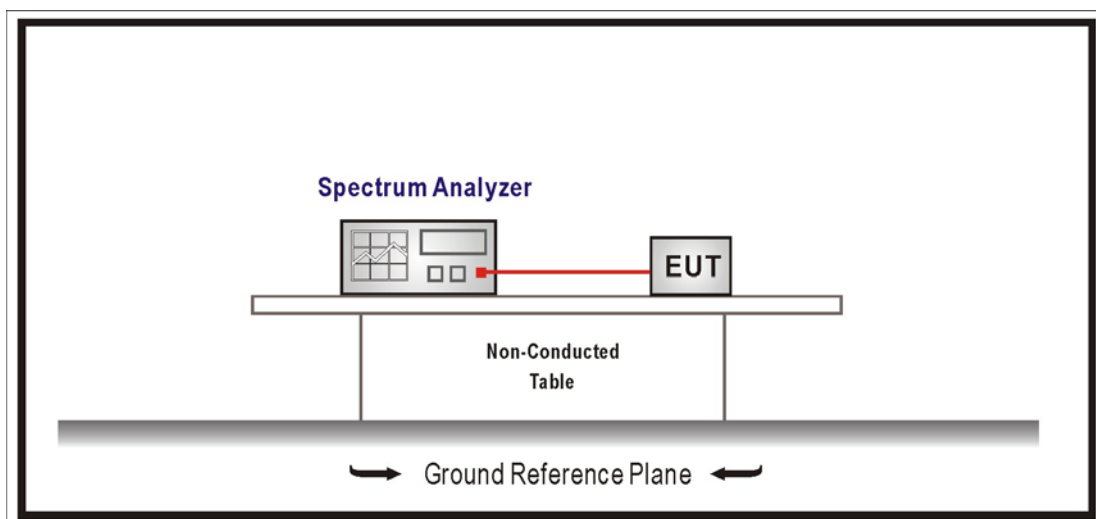 Spectrum Analyzer
EUT
Non-Conducted
Table
Ground Reference Plane